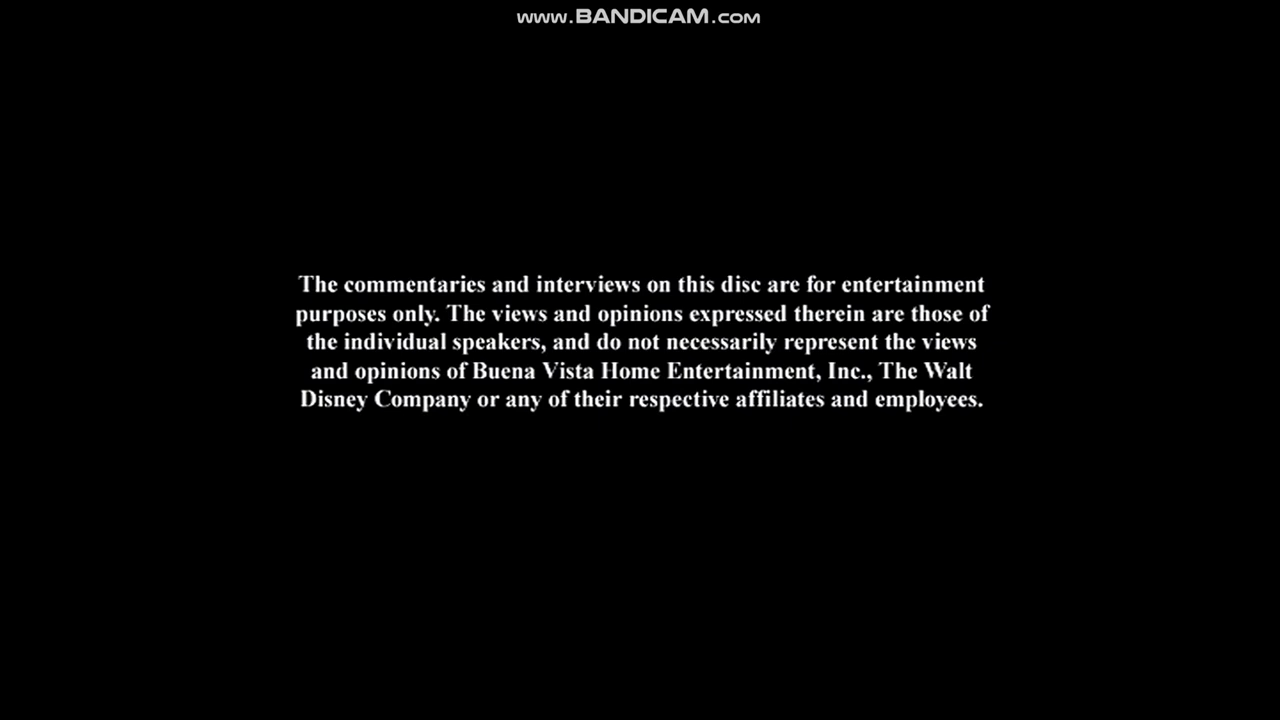 www.BANDICAM.com
The commentaries and interviews on this disc are for entertainment
purposes only. The views and opinions expressed therein are those of
the individual speakers, and do not necessarily represent the views
and opinions of Buena Vista Home Entertainment, Inc., The Walt
Disney Company or any of their respective affiliates and employees.